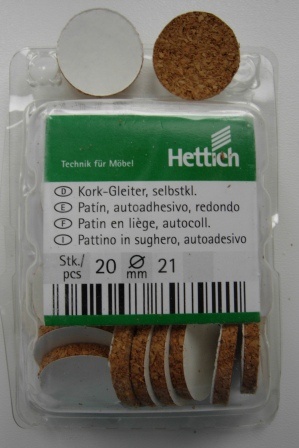 Technik für Möbel
Hettich
D Kork-Gleiter, selbstkl.
E Patín, autoadhesivo, redondo
F Patin en liège, autocoll.
I Pattino in sughero, autoadesivo
Stk./ pcs 20 Ø mm 21